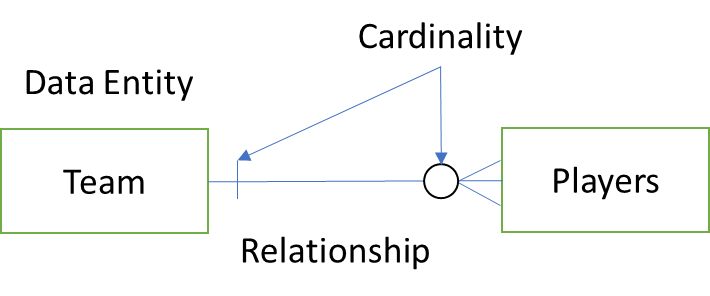 Cardinality
Data Entity
Team
Players
Relationship